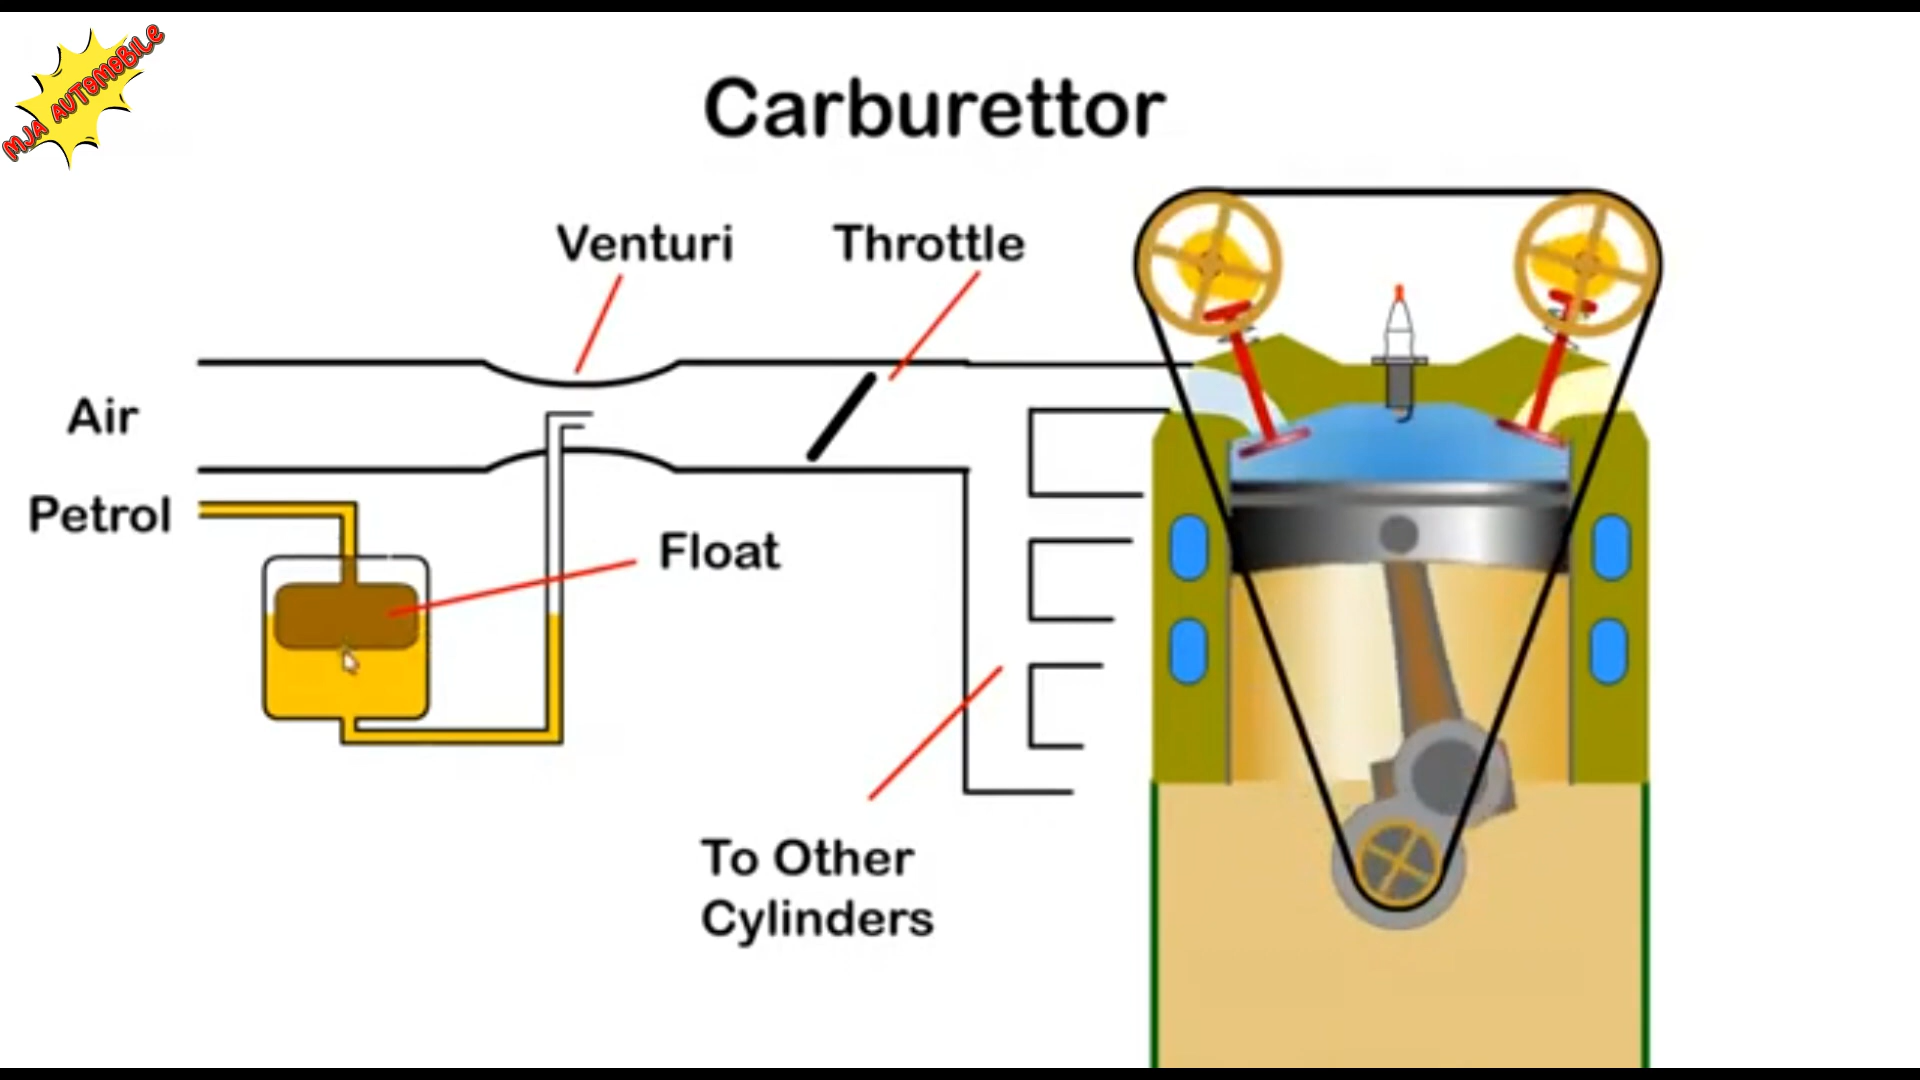 MJA AUTOMOBILE
Carburettor
Venturi
Throttle
Air
Petrol
Float
To Other
Cylinders